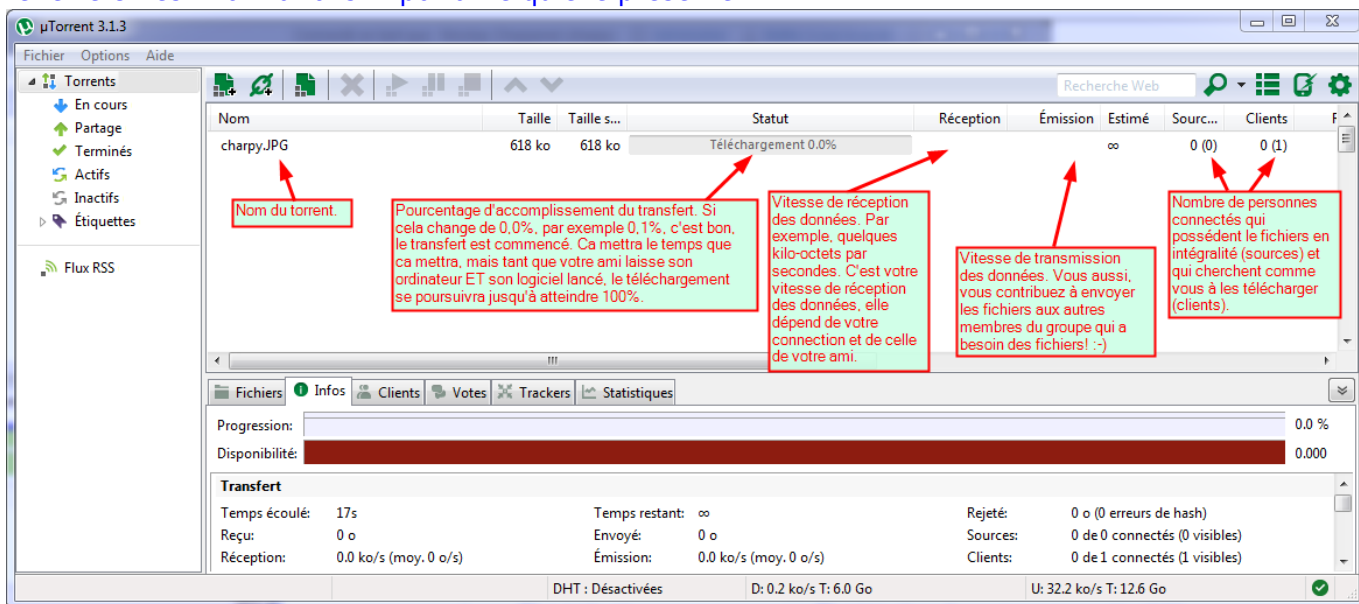 µTorrent 3.1.3
Fichier Options Aide
Torrents
En cours
Partage
Terminés
Actifs
Inactifs
Étiquettes
Flux RSS
Recherche Web
Nom Taille Taille s... Statut Réception Émission Estimé Sourc... Clients
charpy.JPG 618 ko 618 ko Téléchargement 0.0% ∞ 0 (0) 0 (1)
Nom du torrent.
Pourcentage d'accomplissement du transfert. Si
cela change de 0,0%, par exemple 0,1%, c'est bon,
le transfert est commencé. Ca mettra le temps que
ca mettra, mais tant que votre ami laisse son
ordinateur ET son logiciel lancé, le téléchargement
se poursuivra jusqu'à atteindre 100%.
Vitesse de réception
des données. Par
exemple, quelques
kilo-octets par
secondes. C'est votre
vitesse de réception
des données, elle
dépend de votre
connection et de celle
de votre ami.
Vitesse de transmission
des données. Vous aussi,
vous contribuez à envoyer
les fichiers aux autres
membres du groupe qui a
besoin des fichiers! :-)
Nombre de personnes
connectés qui
possédent le fichiers en
intégralité (sources) et
qui cherchent comme
vous à les télécharger
(clients).
Fichiers Infos Clients Votes Trackers Statistiques
Progression: 0.0 %
Disponibilité: 0.000
Transfert
Temps écoulé: 17s Temps restant: ∞ Rejeté: 0 o (0 erreurs de hash)
Reçu: 0 o Envoyé: 0 o Sources: 0 de 0 connectés (0 visibles)
Réception: 0.0 ko/s (moy. 0 o/s) Émission: 0.0 ko/s (moy. 0 o/s) Clients: 0 de 1 connectés (1 visibles)
DHT : Désactivées D: 0.2 ko/s T: 6.0 Go U: 32.2 ko/s T: 12.6 Go